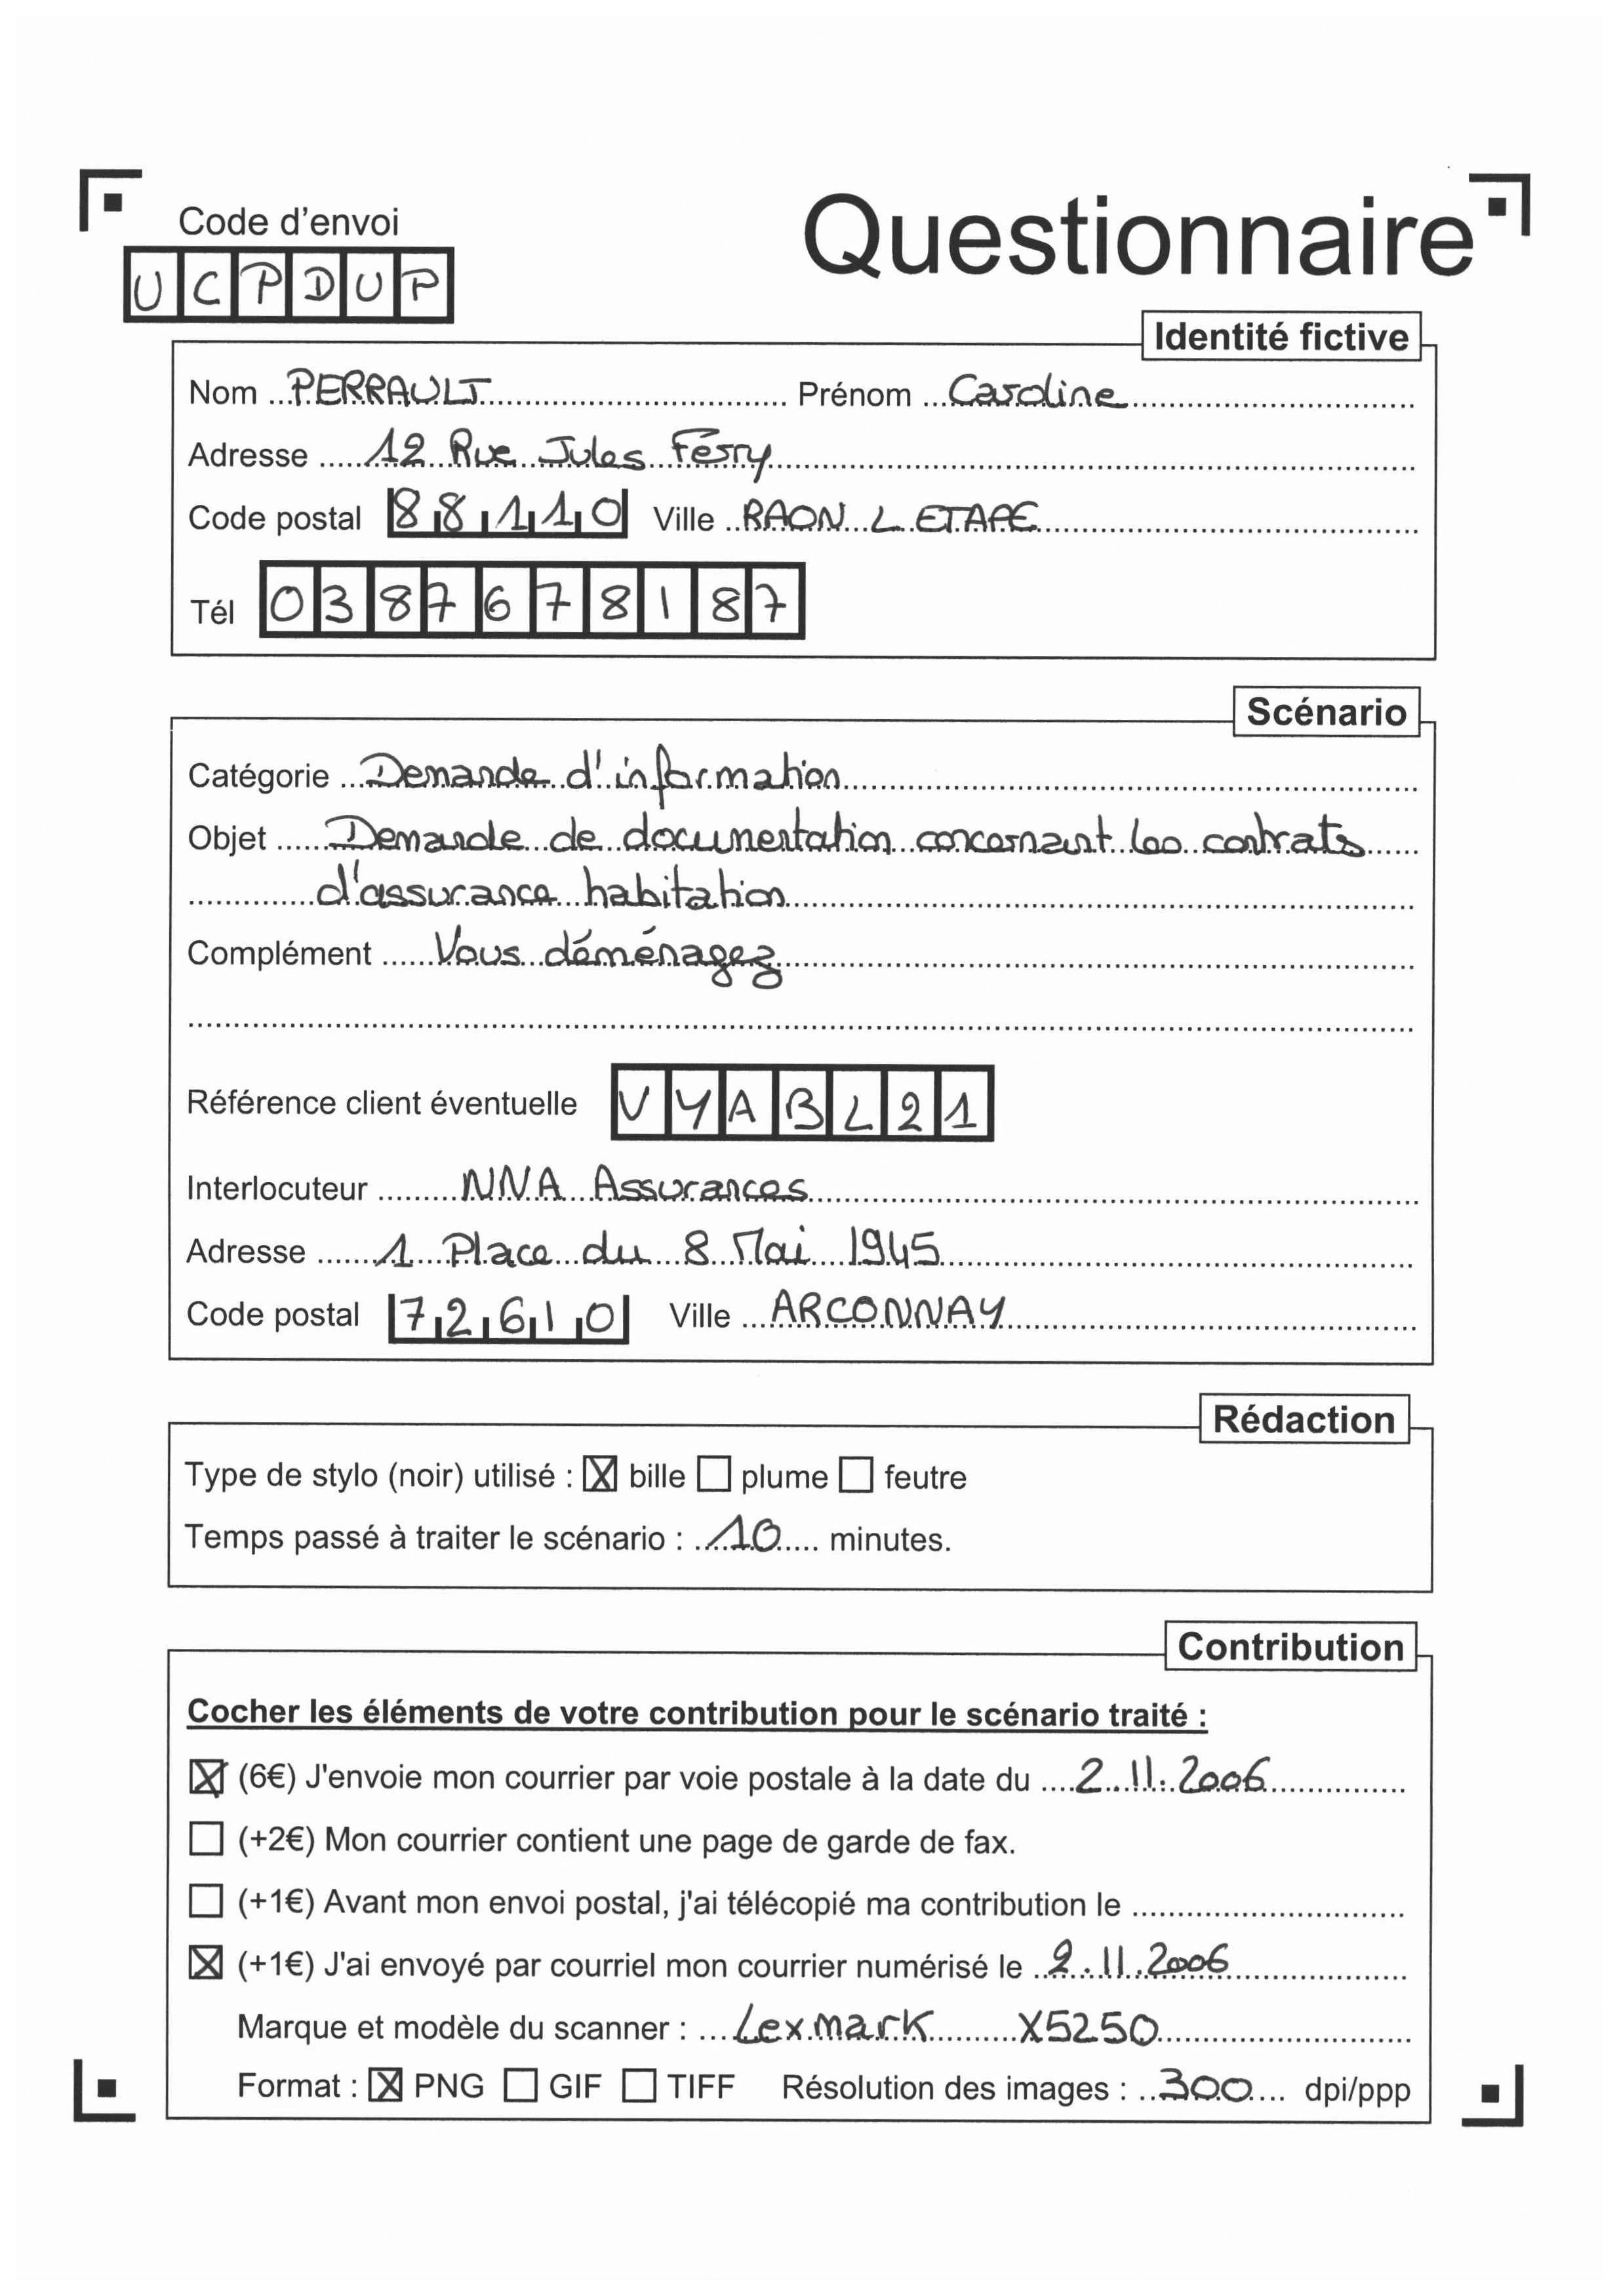 Questionnaire
Code d'envoi
UCPDUP
Identité fictive
Nom PERRAULT Prénom Caroline
Adresse 12 Rue Jules Ferry
Code postal 88110 Ville RAON L ETAPE
Tél 0387678187
Scénario
Catégorie Demande d'information
Objet Demande de documentation concernant les contrats
d'assurance habitation
Complément Vous déménagez
Référence client éventuelle VYABL21
Interlocuteur NNA Assurances
Adresse 1 Place du 8 Mai 1945
Code postal 72610 Ville ARCONNAY
Rédaction
Type de stylo (noir) utilisé : ☒ bille ☐ plume ☐ feutre
Temps passé à traiter le scénario : 10 minutes.
Contribution
Cocher les éléments de votre contribution pour le scénario traité :
☒ (6€) J'envoie mon courrier par voie postale à la date du 2.11.2006
☐ (+2€) Mon courrier contient une page de garde de fax.
☐ (+1€) Avant mon envoi postal, j'ai télécopié ma contribution le
☒ (+1€) J'ai envoyé par courriel mon courrier numérisé le 2.11.2006
Marque et modèle du scanner : Lexmark X5250
Format : ☒ PNG ☐ GIF ☐ TIFF Résolution des images : 300 dpi/ppp